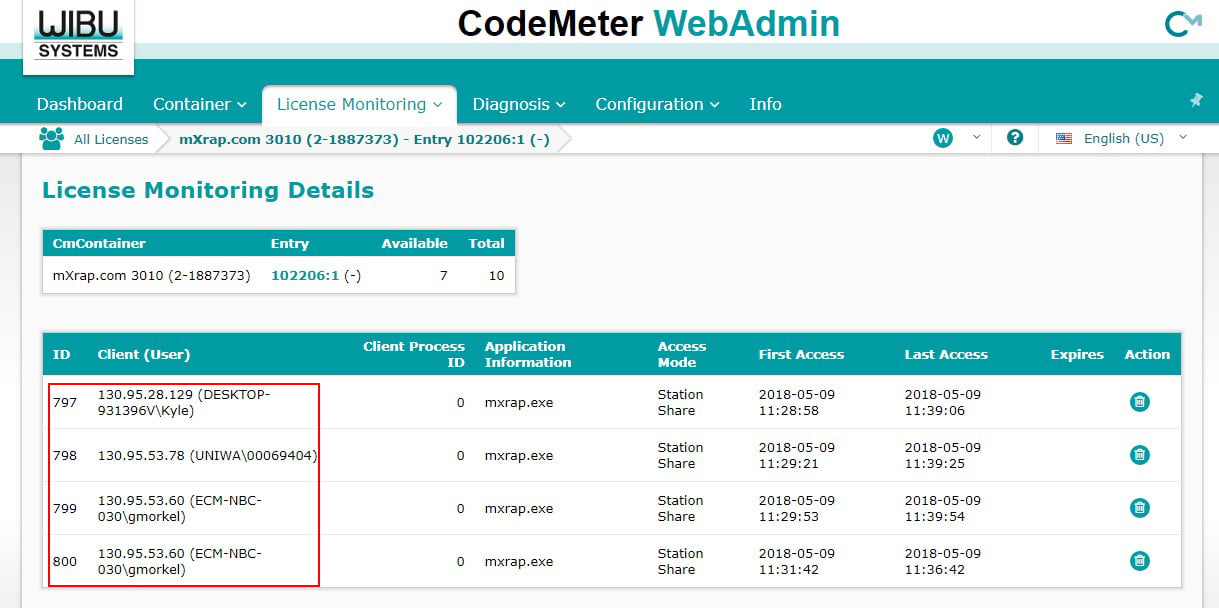 WIBU
SYSTEMS
CodeMeter WebAdmin
CM
Dashboard Container License Monitoring Diagnosis Configuration Info
All Licenses mXrap.com 3010 (2-1887373) - Entry 102206:1 (-) W ? English (US)
License Monitoring Details
CmContainer Entry Available Total
mXrap.com 3010 (2-1887373) 102206:1 (-) 7 10
ID Client (User) Client Process ID Application Information Access Mode First Access Last Access Expires Action
797 130.95.28.129 (DESKTOP-931396V\Kyle) 0 mxrap.exe Station Share 2018-05-09 11:28:58 2018-05-09 11:39:06
798 130.95.53.78 (UNIWA\00069404) 0 mxrap.exe Station Share 2018-05-09 11:29:21 2018-05-09 11:39:25
799 130.95.53.60 (ECM-NBC-030\gmorkel) 0 mxrap.exe Station Share 2018-05-09 11:29:53 2018-05-09 11:39:54
800 130.95.53.60 (ECM-NBC-030\gmorkel) 0 mxrap.exe Station Share 2018-05-09 11:31:42 2018-05-09 11:36:42